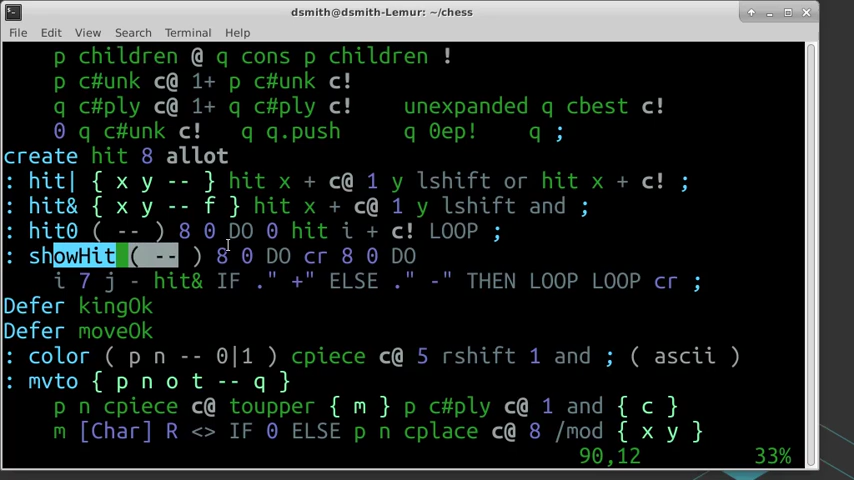 dsmith@dsmith-Lemur: ~/chess
File Edit View Search Terminal Help
p children @ q cons p children !
p c#unk c@ 1+ p c#unk c!
q c#ply c@ 1+ q c#ply c! unexpanded q cbest c!
0 q c#unk c! q q.push q 0ep! q ;
create hit 8 allot
: hit| { x y -- } hit x + c@ 1 y lshift or hit x + c! ;
: hit& { x y -- f } hit x + c@ 1 y lshift and ;
: hit0 ( -- ) 8 0 DO 0 hit i + c! LOOP ;
: showHit ( -- ) 8 0 DO cr 8 0 DO
i 7 j - hit& IF ." +" ELSE ." -" THEN LOOP LOOP cr ;
Defer kingOk
Defer moveOk
: color ( p n -- 0|1 ) cpiece c@ 5 rshift 1 and ; ( ascii )
: mvto { p n o t -- q }
p n cpiece c@ toupper { m } p c#ply c@ 1 and { c }
m [Char] R <> IF 0 ELSE p n cplace c@ 8 /mod { x y }
90,12 33%